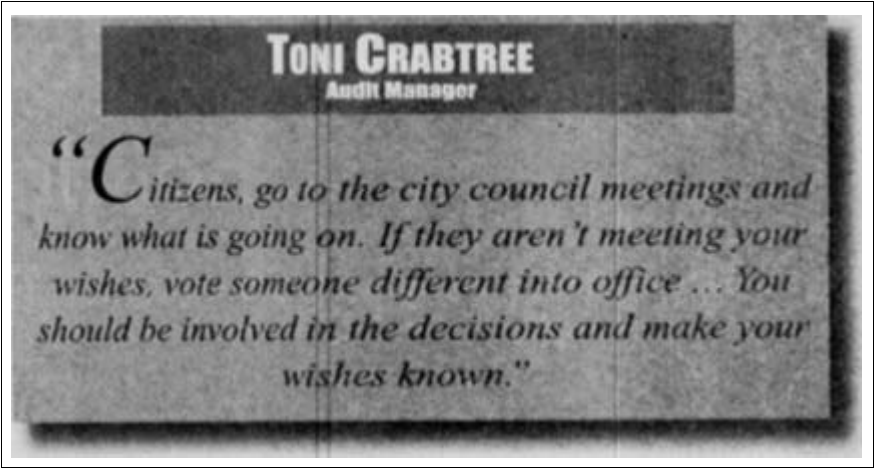 TONI CRABTREE
Audit Manager
“Citizens, go to the city council meetings and
know what is going on. If they aren’t meeting your
wishes, vote someone different into office ... You
should be involved in the decisions and make your
wishes known.”